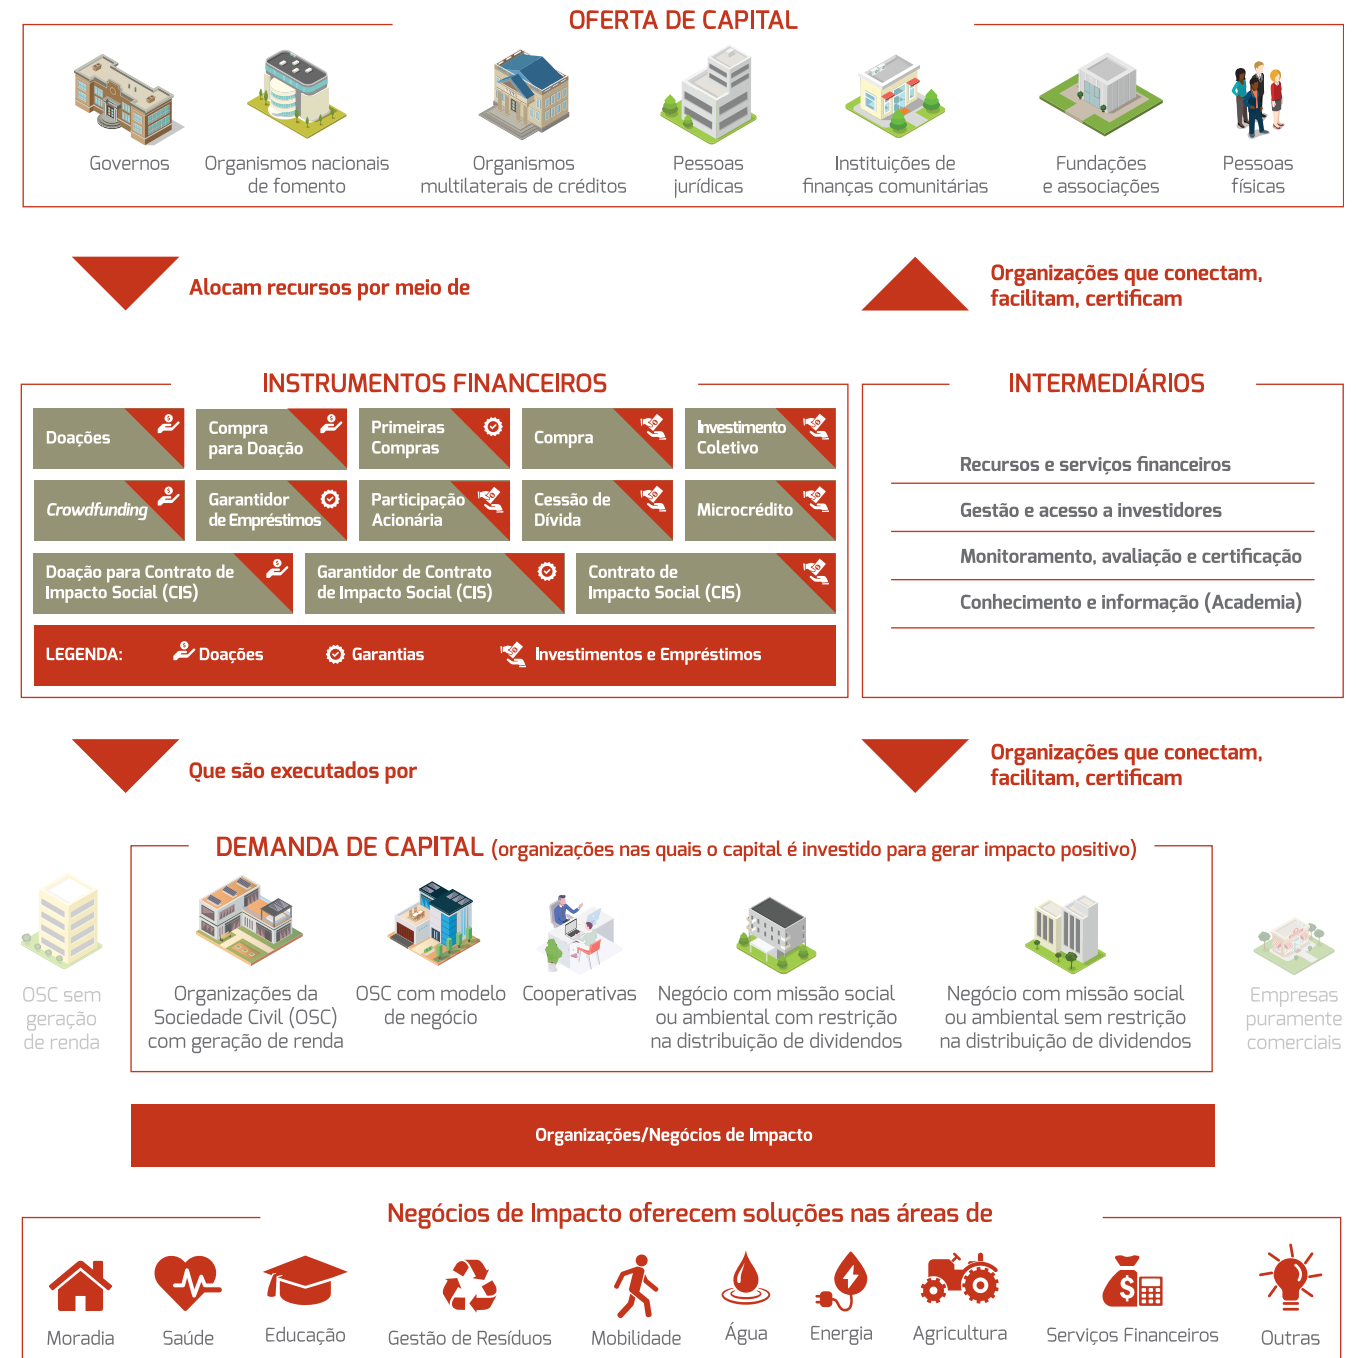 OFERTA DE CAPITAL
Governos
Organismos nacionais
de fomento
Organismos
multilaterais de créditos
Pessoas
jurídicas
Instituições de
finanças comunitárias
Fundações
e associações
Pessoas
físicas
Alocam recursos por meio de
Organizações que conectam,
facilitam, certificam
INSTRUMENTOS FINANCEIROS
Doações
Compra
para Doação
Primeiras
Compras
Compra
Investimento
Coletivo
Crowdfunding
Garantidor
de Empréstimos
Participação
Acionária
Cessão de
Dívida
Microcrédito
Doação para Contrato de
Impacto Social (CIS)
Garantidor de Contrato
de Impacto Social (CIS)
Contrato de
Impacto Social (CIS)
LEGENDA:
Doações
Garantias
Investimentos e Empréstimos
INTERMEDIÁRIOS
Recursos e serviços financeiros
Gestão e acesso a investidores
Monitoramento, avaliação e certificação
Conhecimento e informação (Academia)
Que são executados por
Organizações que conectam,
facilitam, certificam
DEMANDA DE CAPITAL (organizações nas quais o capital é investido para gerar impacto positivo)
OSC sem
geração
de renda
Organizações da
Sociedade Civil (OSC)
com geração de renda
OSC com modelo
de negócio
Cooperativas
Negócio com missão social
ou ambiental com restrição
na distribuição de dividendos
Negócio com missão social
ou ambiental sem restrição
na distribuição de dividendos
Empresas
puramente
comerciais
Organizações/Negócios de Impacto
Negócios de Impacto oferecem soluções nas áreas de
Moradia
Saúde
Educação
Gestão de Resíduos
Mobilidade
Água
Energia
Agricultura
Serviços Financeiros
Outras